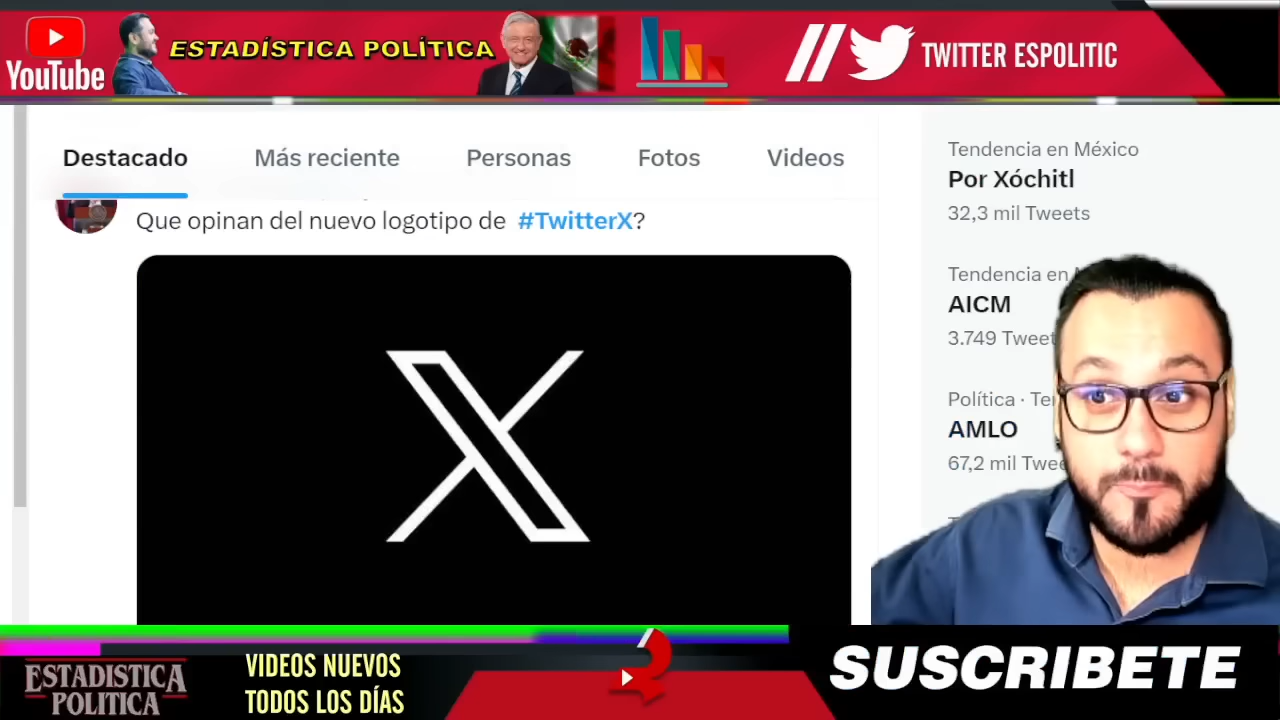 YouTube
ESTADÍSTICA POLÍTICA
TWITTER ESPOLITIC
Destacado
Más reciente
Personas
Fotos
Videos
Que opinan del nuevo logotipo de #TwitterX?
X
Tendencia en México
Por Xóchitl
32,3 mil Tweets
Tendencia en
AICM
3.749 Tweet
Política · Te
AMLO
67,2 mil Twee
ESTADISTICA
POLÍTICA
VIDEOS NUEVOS
TODOS LOS DÍAS
SUSCRIBETE